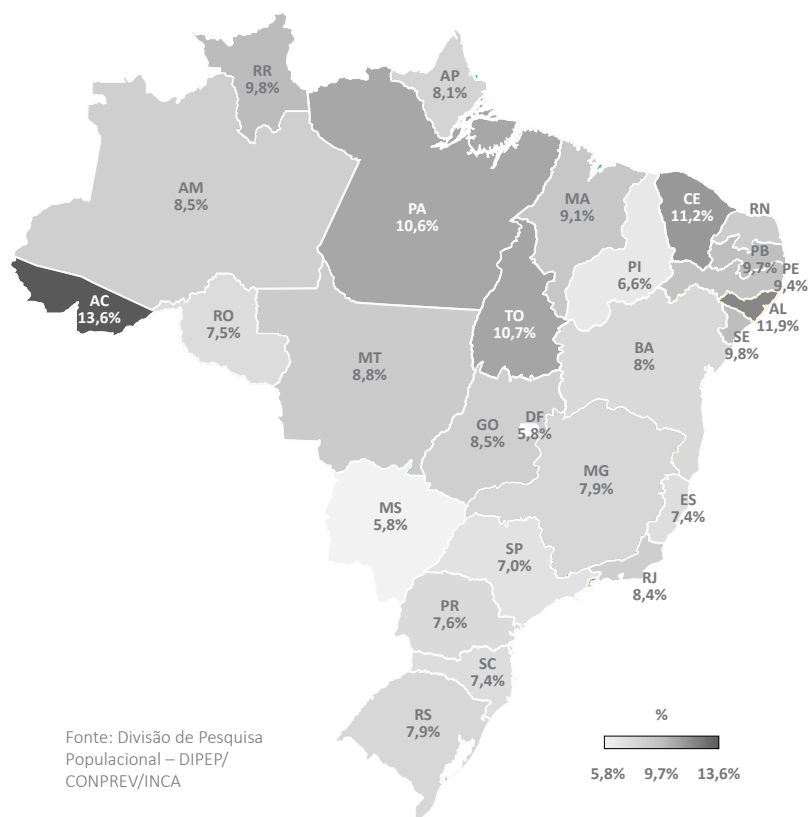 RR
9,8%
AP
8,1%
AM
8,5%
PA
10,6%
MA
9,1%
CE
11,2%
RN
PI
6,6%
PB
9,7%
PE
9,4%
AC
13,6%
RO
7,5%
TO
10,7%
AL
11,9%
SE
9,8%
MT
8,8%
BA
8%
GO
8,5%
DF
5,8%
MG
7,9%
ES
7,4%
MS
5,8%
SP
7,0%
RJ
8,4%
PR
7,6%
SC
7,4%
RS
7,9%
Fonte: Divisão de Pesquisa
Populacional – DIPEP/
CONPREV/INCA
%
5,8% 9,7% 13,6%